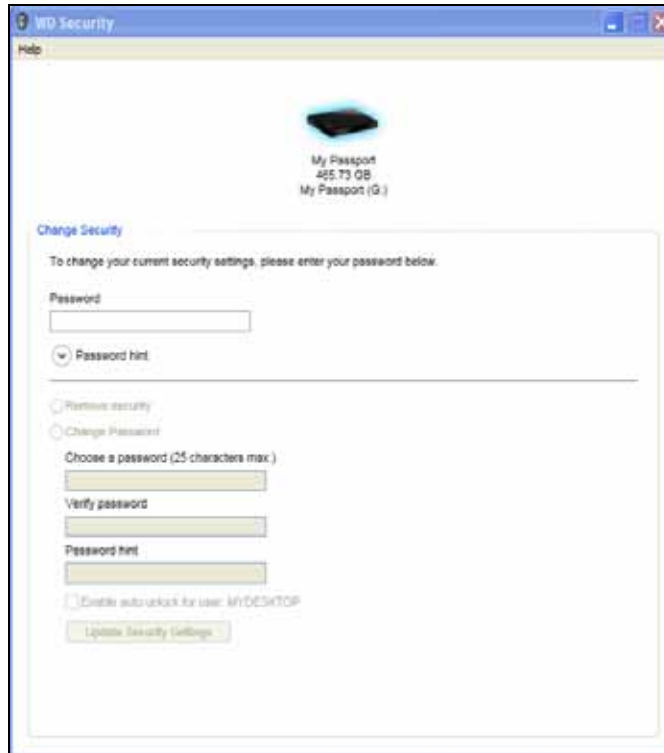 WD Security
Help
My Passport
465.73 GB
My Passport (G:)
Change Security
To change your current security settings, please enter your password below.
Password
Password hint
Remove security
Change Password
Choose a password (25 characters max.)
Verify password
Password hint
Enable auto unlock for user: MYDESKTOP
Update Security Settings